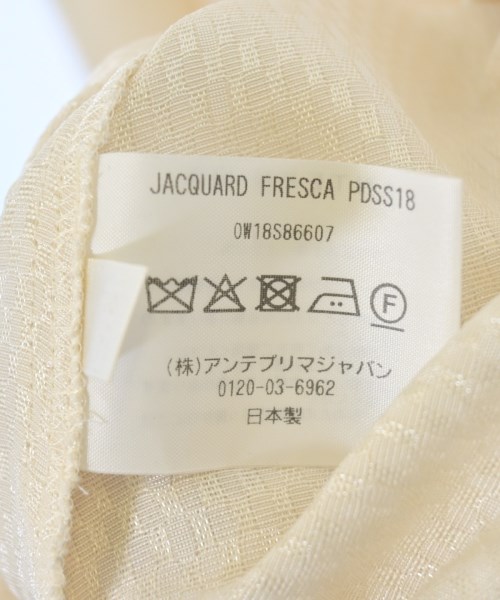 JACQUARD FRESCA PDSS18
OW18S86607
F
(株)アンテプリマジャパン
0120-03-6962
日本製